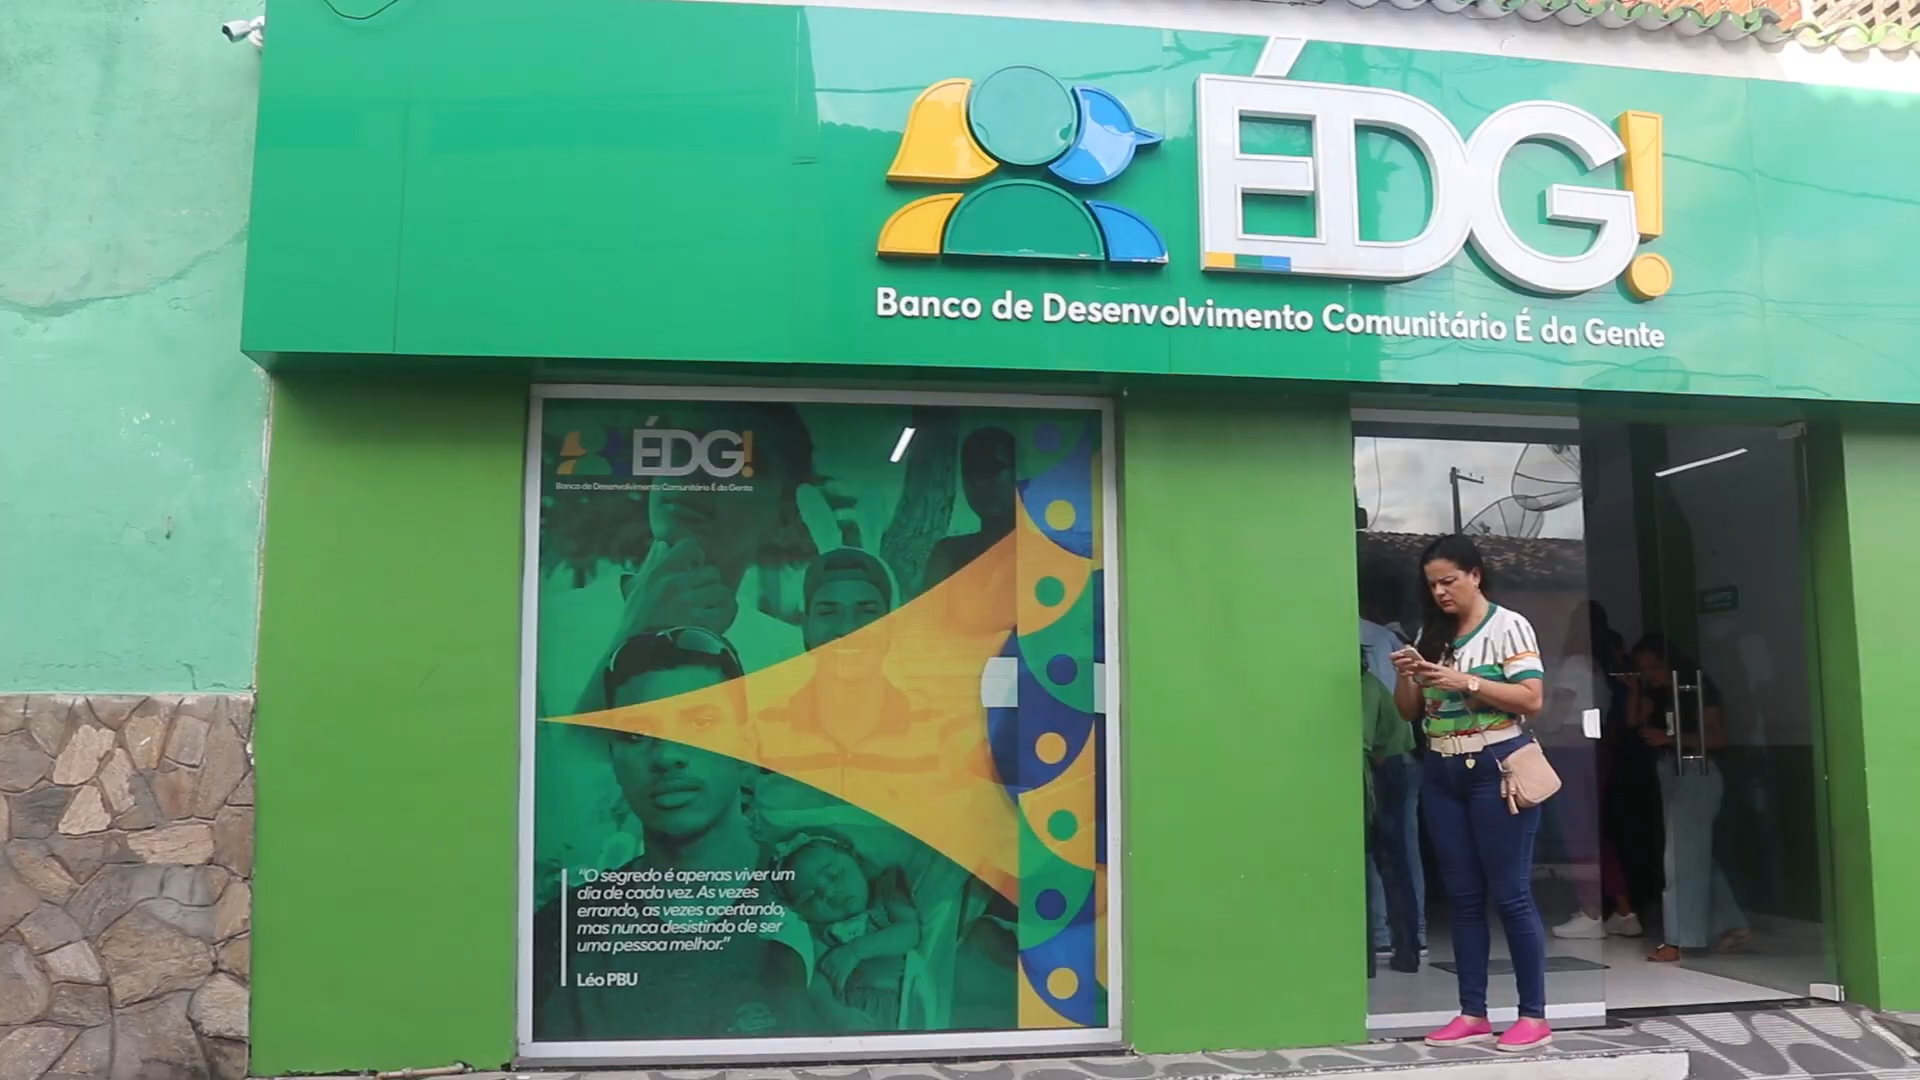 ÉDG!
Banco de Desenvolvimento Comunitário É da Gente
ÉDG!
Banco de Desenvolvimento Comunitário É da Gente
"O segredo é apenas viver um
dia de cada vez. As vezes
errando, as vezes acertando,
mas nunca desistindo de ser
uma pessoa melhor."
Léo PBU